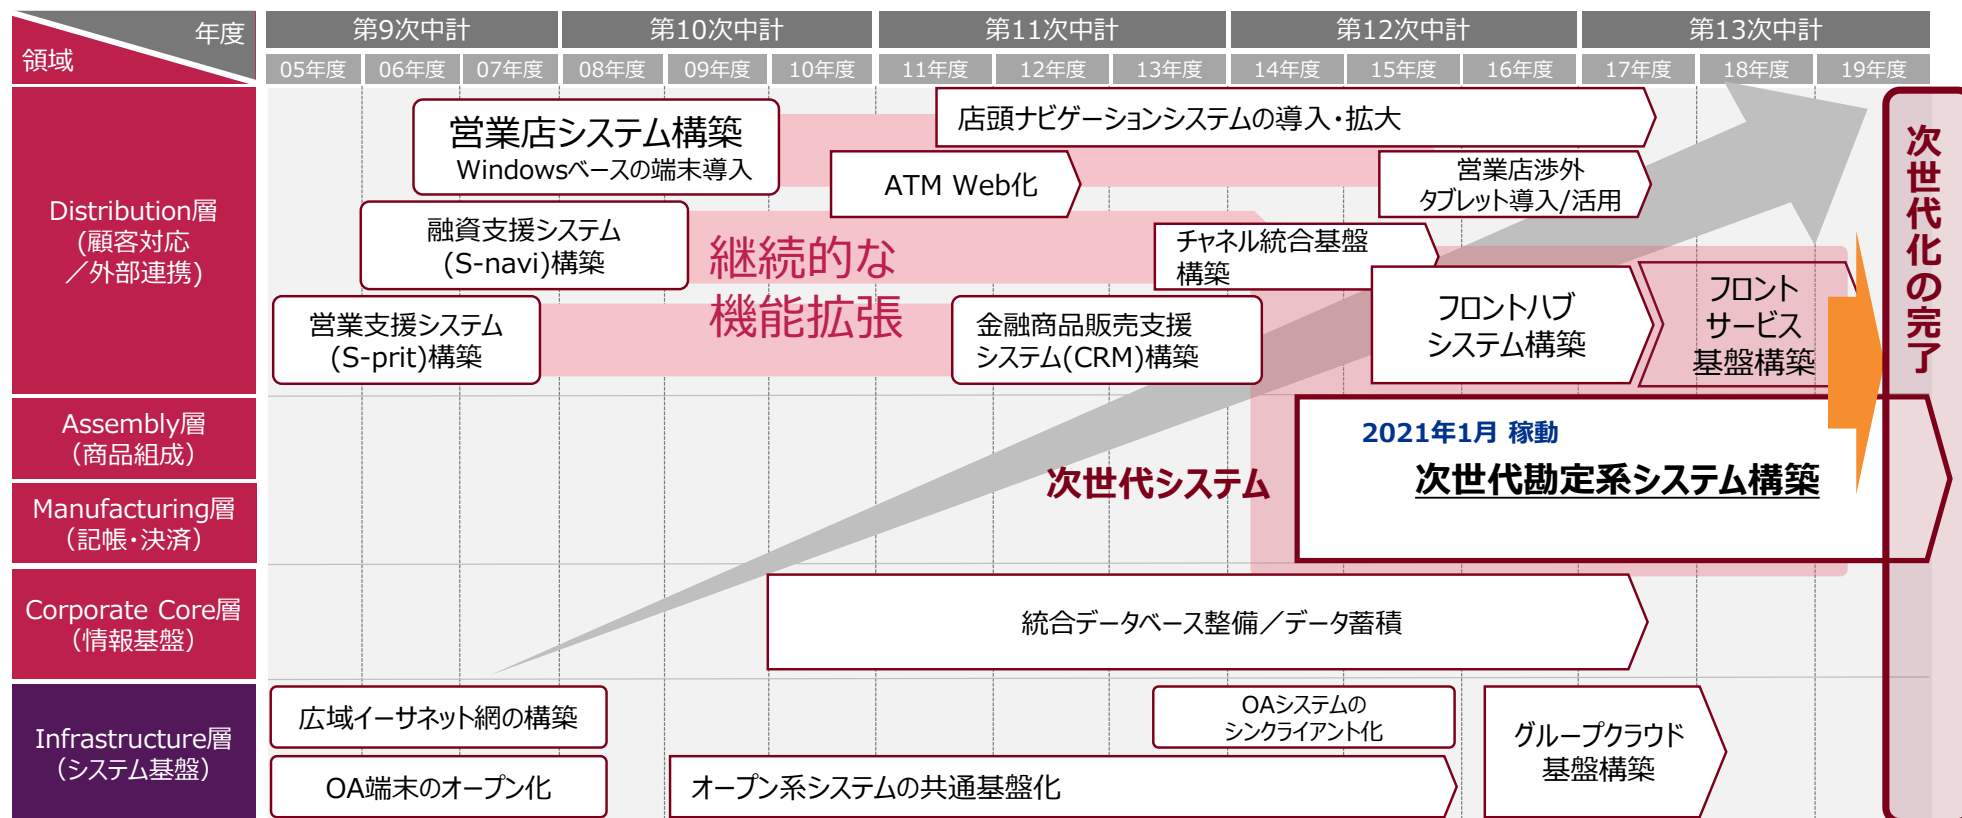 年度
領域
第9次中計
第10次中計
第11次中計
第12次中計
第13次中計
05年度
06年度
07年度
08年度
09年度
10年度
11年度
12年度
13年度
14年度
15年度
16年度
17年度
18年度
19年度
Distribution層
(顧客対応
／外部連携)
営業店システム構築
Windowsベースの端末導入
店頭ナビゲーションシステムの導入・拡大
ATM Web化
営業店渉外
タブレット導入/活用
融資支援システム
(S-navi)構築
継続的な
機能拡張
チャネル統合基盤
構築
営業支援システム
(S-prit)構築
金融商品販売支援
システム(CRM)構築
フロントハブ
システム構築
フロント
サービス
基盤構築
次世代化の完了
Assembly層
（商品組成）
Manufacturing層
（記帳・決済）
次世代システム
2021年1月 稼動
次世代勘定系システム構築
Corporate Core層
（情報基盤）
統合データベース整備／データ蓄積
Infrastructure層
（システム基盤）
広域イーサネット網の構築
OA端末のオープン化
オープン系システムの共通基盤化
OAシステムの
シンクライアント化
グループクラウド
基盤構築